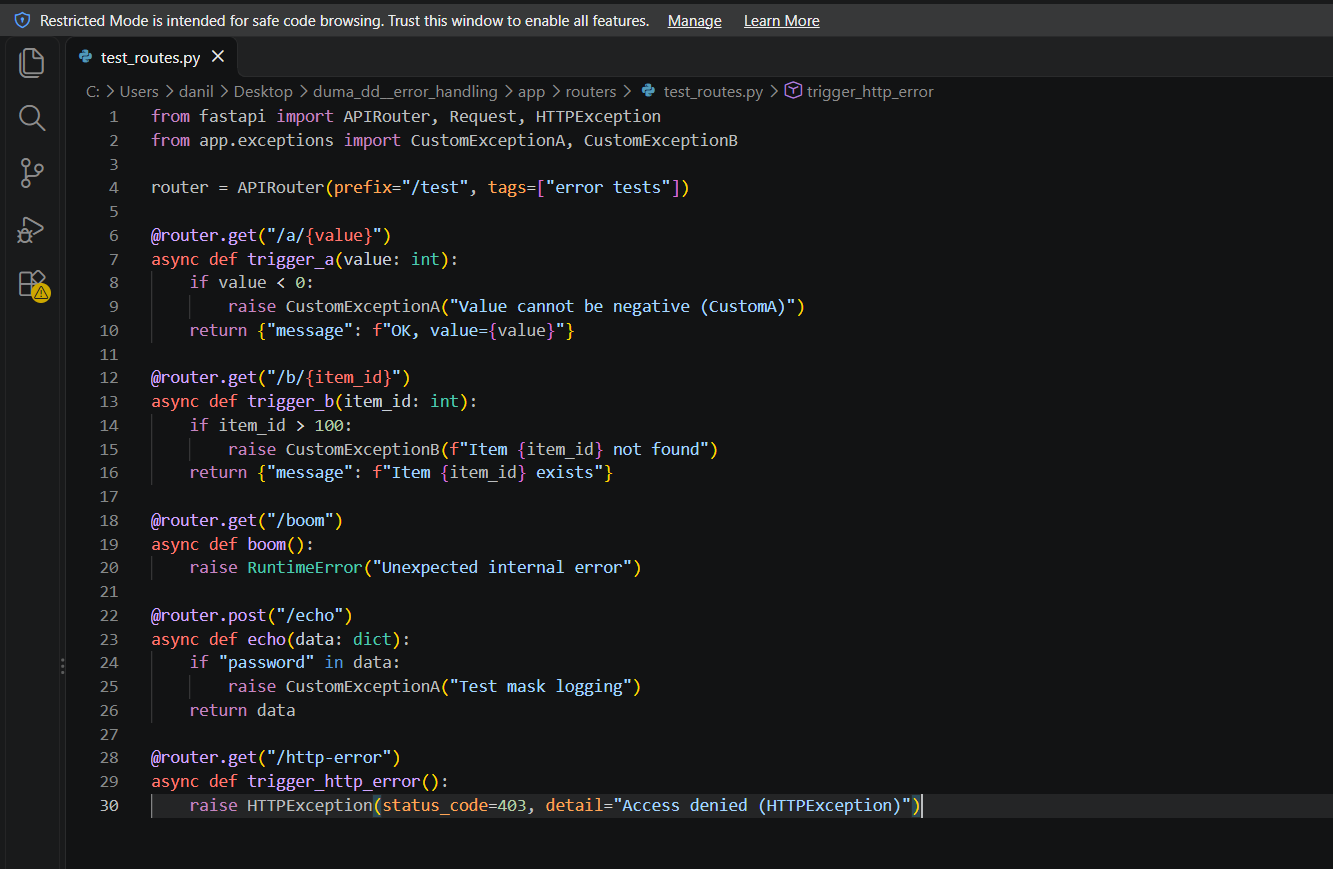 Restricted Mode is intended for safe code browsing. Trust this window to enable all features. Manage Learn More
test_routes.py
C: > Users > danil > Desktop > duma_dd__error_handling > app > routers > test_routes.py > trigger_http_error
1 from fastapi import APIRouter, Request, HTTPException
2 from app.exceptions import CustomExceptionA, CustomExceptionB
3
4 router = APIRouter(prefix="/test", tags=["error tests"])
5
6 @router.get("/a/{value}")
7 async def trigger_a(value: int):
8     if value < 0:
9         raise CustomExceptionA("Value cannot be negative (CustomA)")
10     return {"message": f"OK, value={value}"}
11
12 @router.get("/b/{item_id}")
13 async def trigger_b(item_id: int):
14     if item_id > 100:
15         raise CustomExceptionB(f"Item {item_id} not found")
16     return {"message": f"Item {item_id} exists"}
17
18 @router.get("/boom")
19 async def boom():
20     raise RuntimeError("Unexpected internal error")
21
22 @router.post("/echo")
23 async def echo(data: dict):
24     if "password" in data:
25         raise CustomExceptionA("Test mask logging")
26     return data
27
28 @router.get("/http-error")
29 async def trigger_http_error():
30     raise HTTPException(status_code=403, detail="Access denied (HTTPException)")